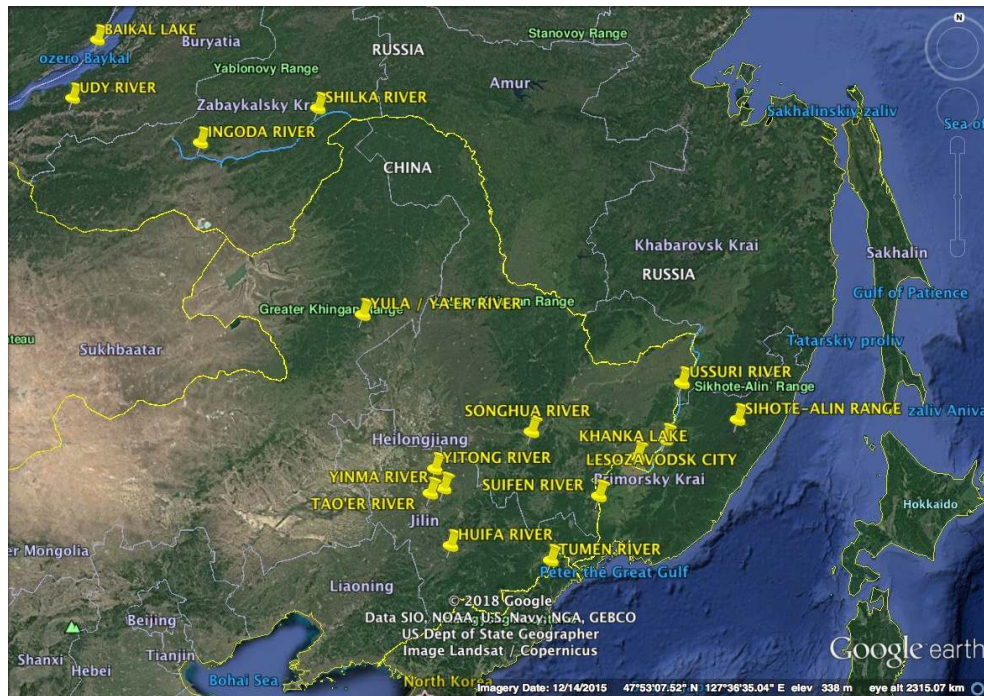 N
BAIKAL LAKE
Buryatia
RUSSIA
Stanovoy Range
ozero Baykal
Yablonovy Range
Amur
UDY RIVER
Zabaykalsky Kr
SHILKA RIVER
Sakhalinskiy zaliv
Sea of
INGODA RIVER
CHINA
Khabarovsk Krai
RUSSIA
Sakhalin
Gulf of Patience
Greater Khingan
YULA / YA'ER RIVER
Range
Tatarskiy proliv
Sukhbaatar
USSURI RIVER
Sikhote-Alin' Range
SIHOTE-ALIN RANGE
zaliv Aniva
SONGHUA RIVER
KHANKA LAKE
Heilongjiang
YITONG RIVER
LESOZAVODSK CITY
YINMA RIVER
SUIFEN RIVER
Primorsky Krai
TAO'ER RIVER
Jilin
Hokkaido
HUIFA RIVER
TUMEN RIVER
er Mongolia
Peter the Great Gulf
Liaoning
© 2018 Google
Data SIO, NOAA, U.S. Navy, NGA, GEBCO
US Dept of State Geographer
Image Landsat / Copernicus
Beijing
Tianjin
Shanxi
Hebei
Bohai Sea
North Korea
Google earth
Imagery Date: 12/14/2015 47°53'07.52" N 127°36'35.04" E elev 338 m eye alt 2315.07 km